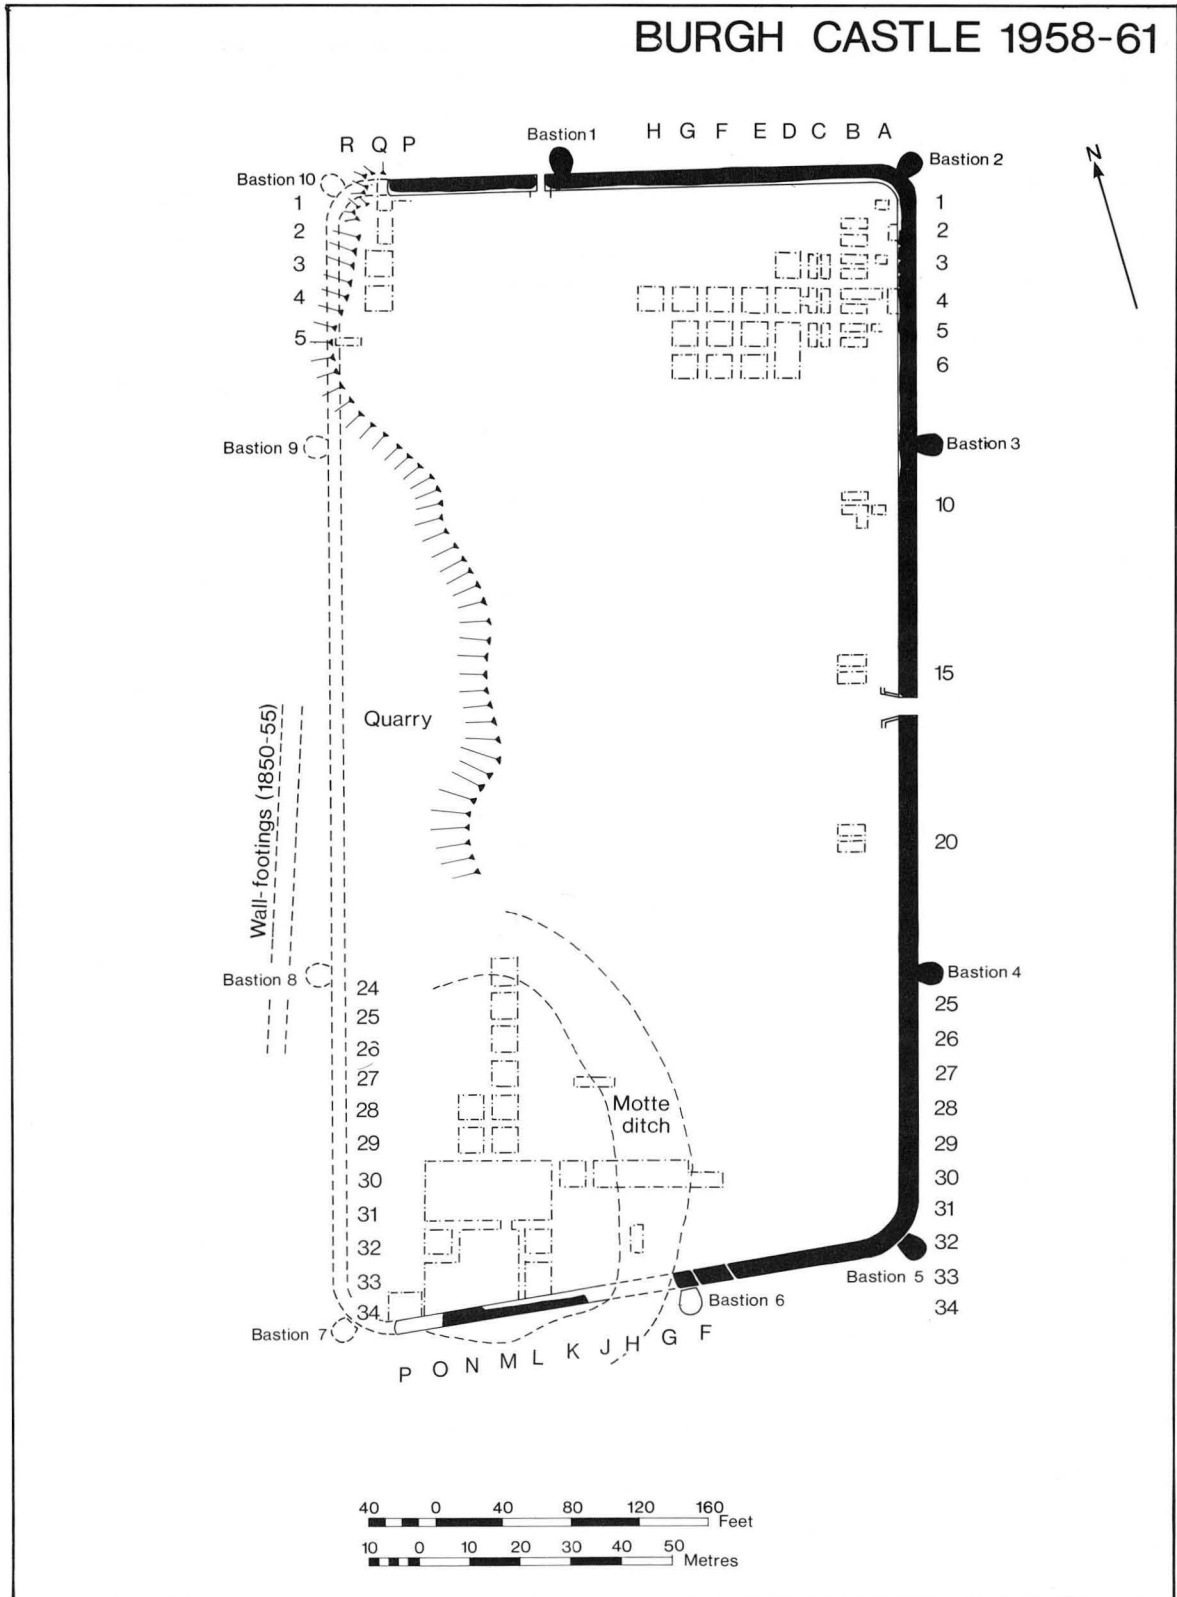 BURGH CASTLE 1958-61
Bastion 1
H G F E D C B A
R Q P
Bastion 2
N
Bastion 10
1
2
3
4
5
1
2
3
4
5
6
Bastion 9
Bastion 3
10
15
Quarry
Wall-footings (1850-55)
20
Bastion 8
Bastion 4
24
25
26
27
28
29
30
31
32
33
34
25
26
27
28
29
30
31
32
33
34
Motte
ditch
Bastion 5
Bastion 6
Bastion 7
P O N M L K J H G F
40 0 40 80 120 160
Feet
10 0 10 20 30 40 50
Metres